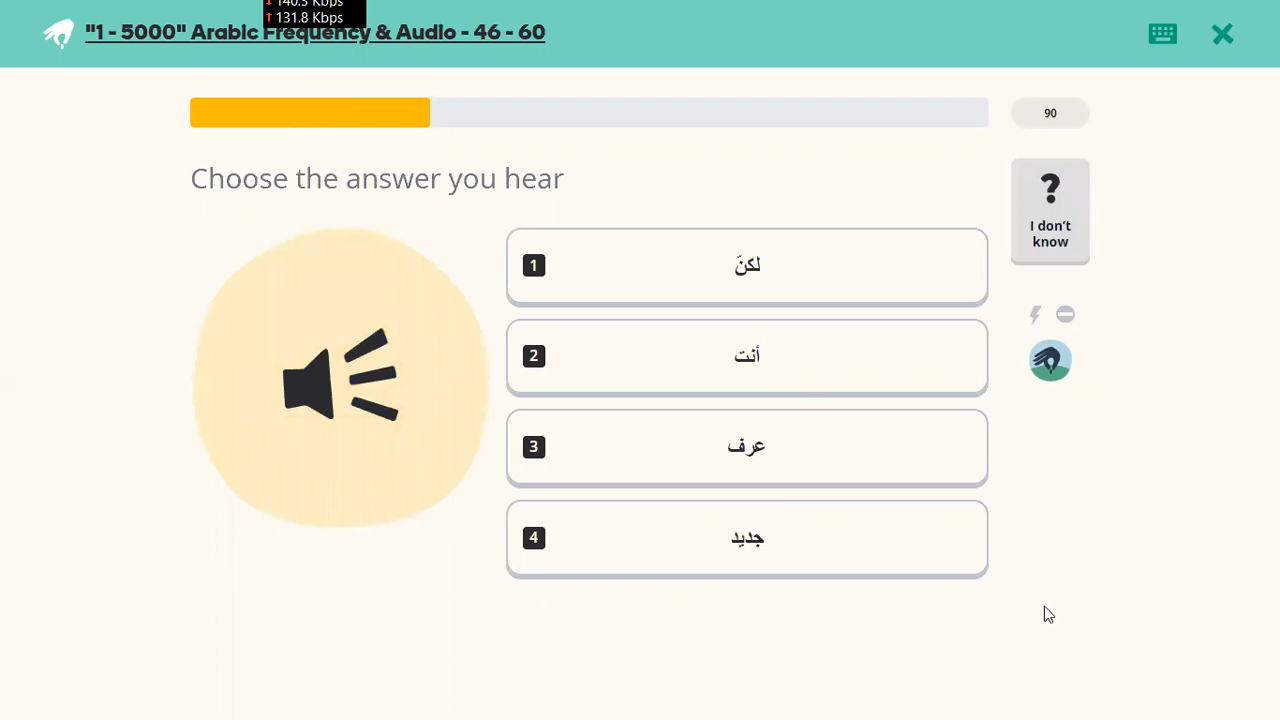 140.3 Kbps
131.8 Kbps
"1 - 5000" Arabic Frequency & Audio - 46 - 60
90
Choose the answer you hear
?
I don't
know
1 لكنّ
2 أنت
3 عرف
4 جديد